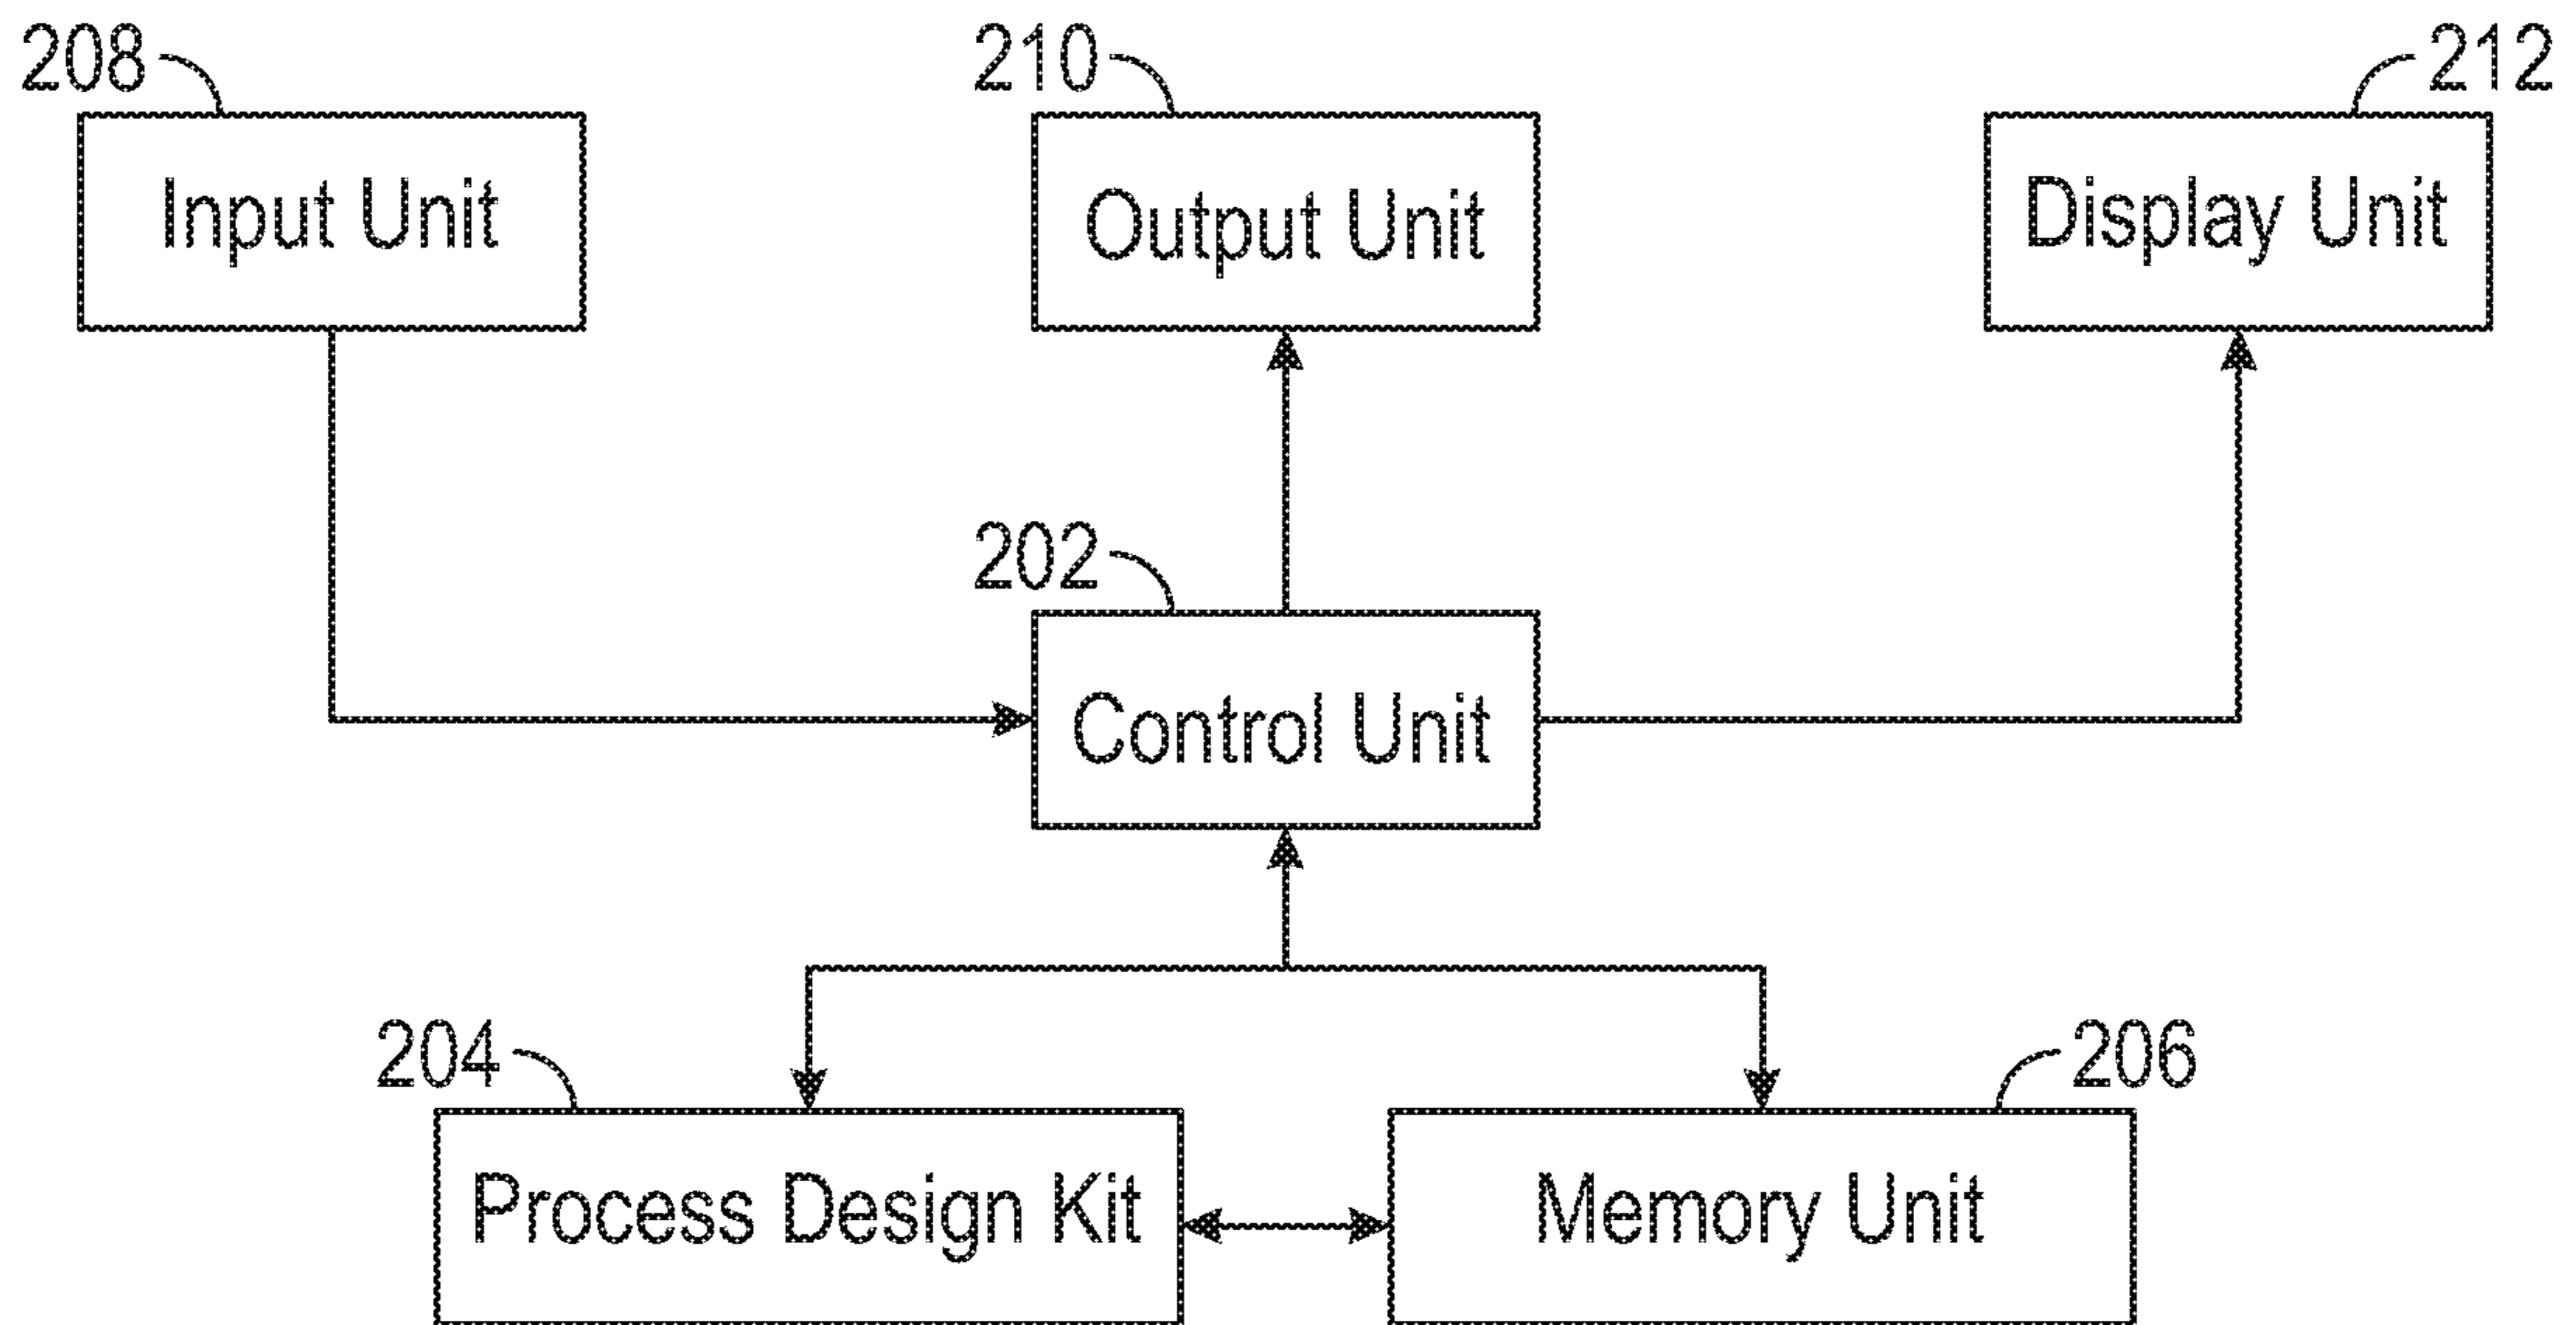 208
210
212
Input Unit
Output Unit
Display Unit
202
Control Unit
204
206
Process Design Kit
Memory Unit